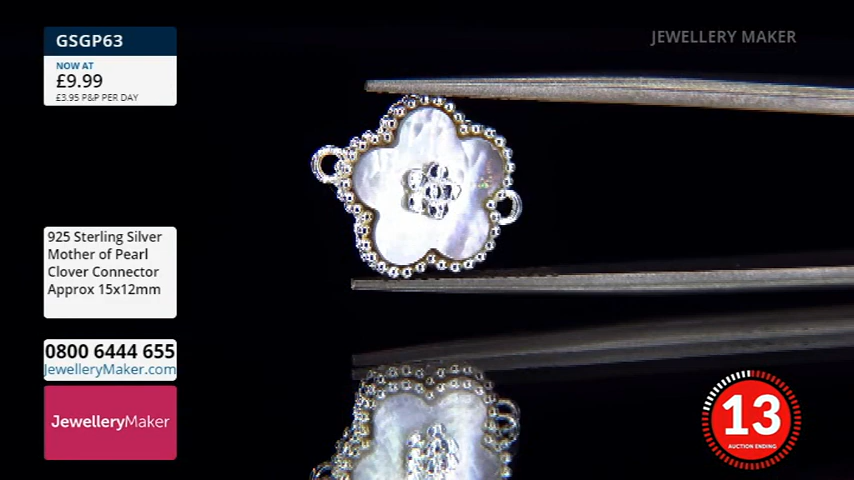 GSGP63
NOW AT
£9.99
£3.95 P&P PER DAY
JEWELLERY MAKER
925 Sterling Silver
Mother of Pearl
Clover Connector
Approx 15x12mm
0800 6444 655
JewelleryMaker.com
JewelleryMaker
13
AUCTION ENDING